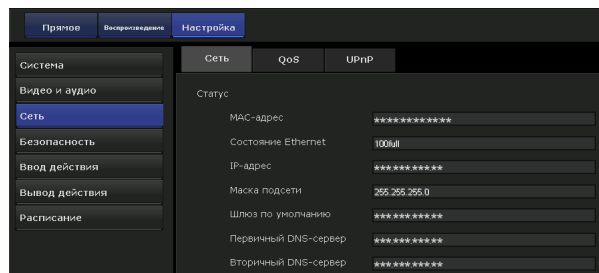 Прямое Воспроизведение Настройка
Система
Видео и аудио
Сеть
Безопасность
Ввод действия
Вывод действия
Расписание
Сеть QoS UPnP
Статус
MAC-адрес ************
Состояние Ethernet 100full
IP-адрес ***.***.***.**
Маска подсети 255.255.255.0
Шлюз по умолчанию ***.***.***.**
Первичный DNS-сервер ***.***.***.**
Вторичный DNS-сервер ***.***.***.**